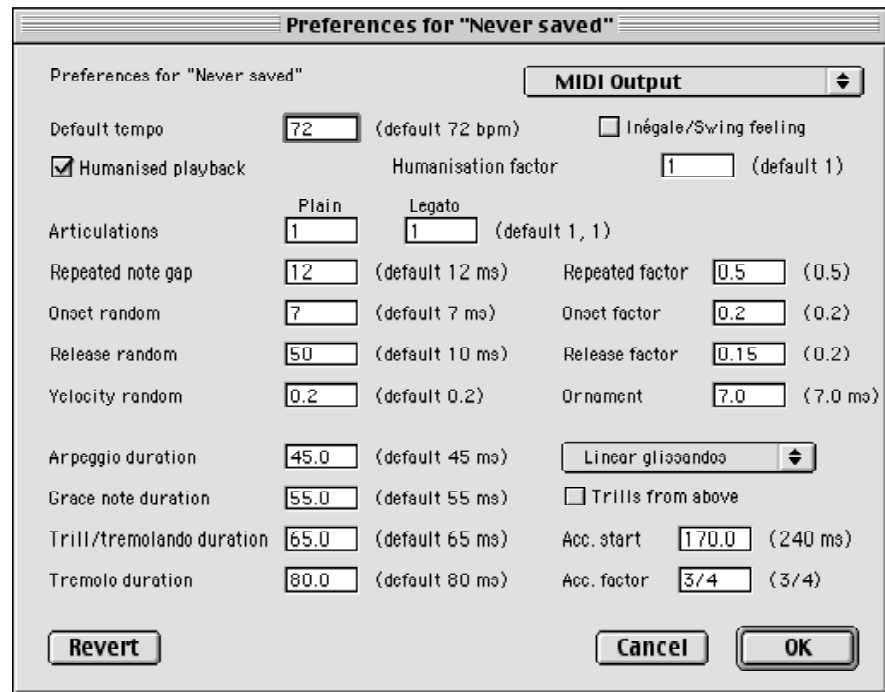 Preferences for "Never saved"
Preferences for "Never saved" MIDI Output
Default tempo 72 (default 72 bpm) Inégale/Swing feeling
Humanised playback Humanisation factor 1 (default 1)
Plain Legato
Articulations 1 1 (default 1, 1)
Repeated note gap 12 (default 12 ms) Repeated factor 0.5 (0.5)
Onset random 7 (default 7 ms) Onset factor 0.2 (0.2)
Release random 50 (default 10 ms) Release factor 0.15 (0.2)
Velocity random 0.2 (default 0.2) Ornament 7.0 (7.0 ms)
Arpeggio duration 45.0 (default 45 ms) Linear glissandos
Grace note duration 55.0 (default 55 ms) Trills from above
Trill/tremolando duration 65.0 (default 65 ms) Acc. start 170.0 (240 ms)
Tremolo duration 80.0 (default 80 ms) Acc. factor 3/4 (3/4)
Revert Cancel OK